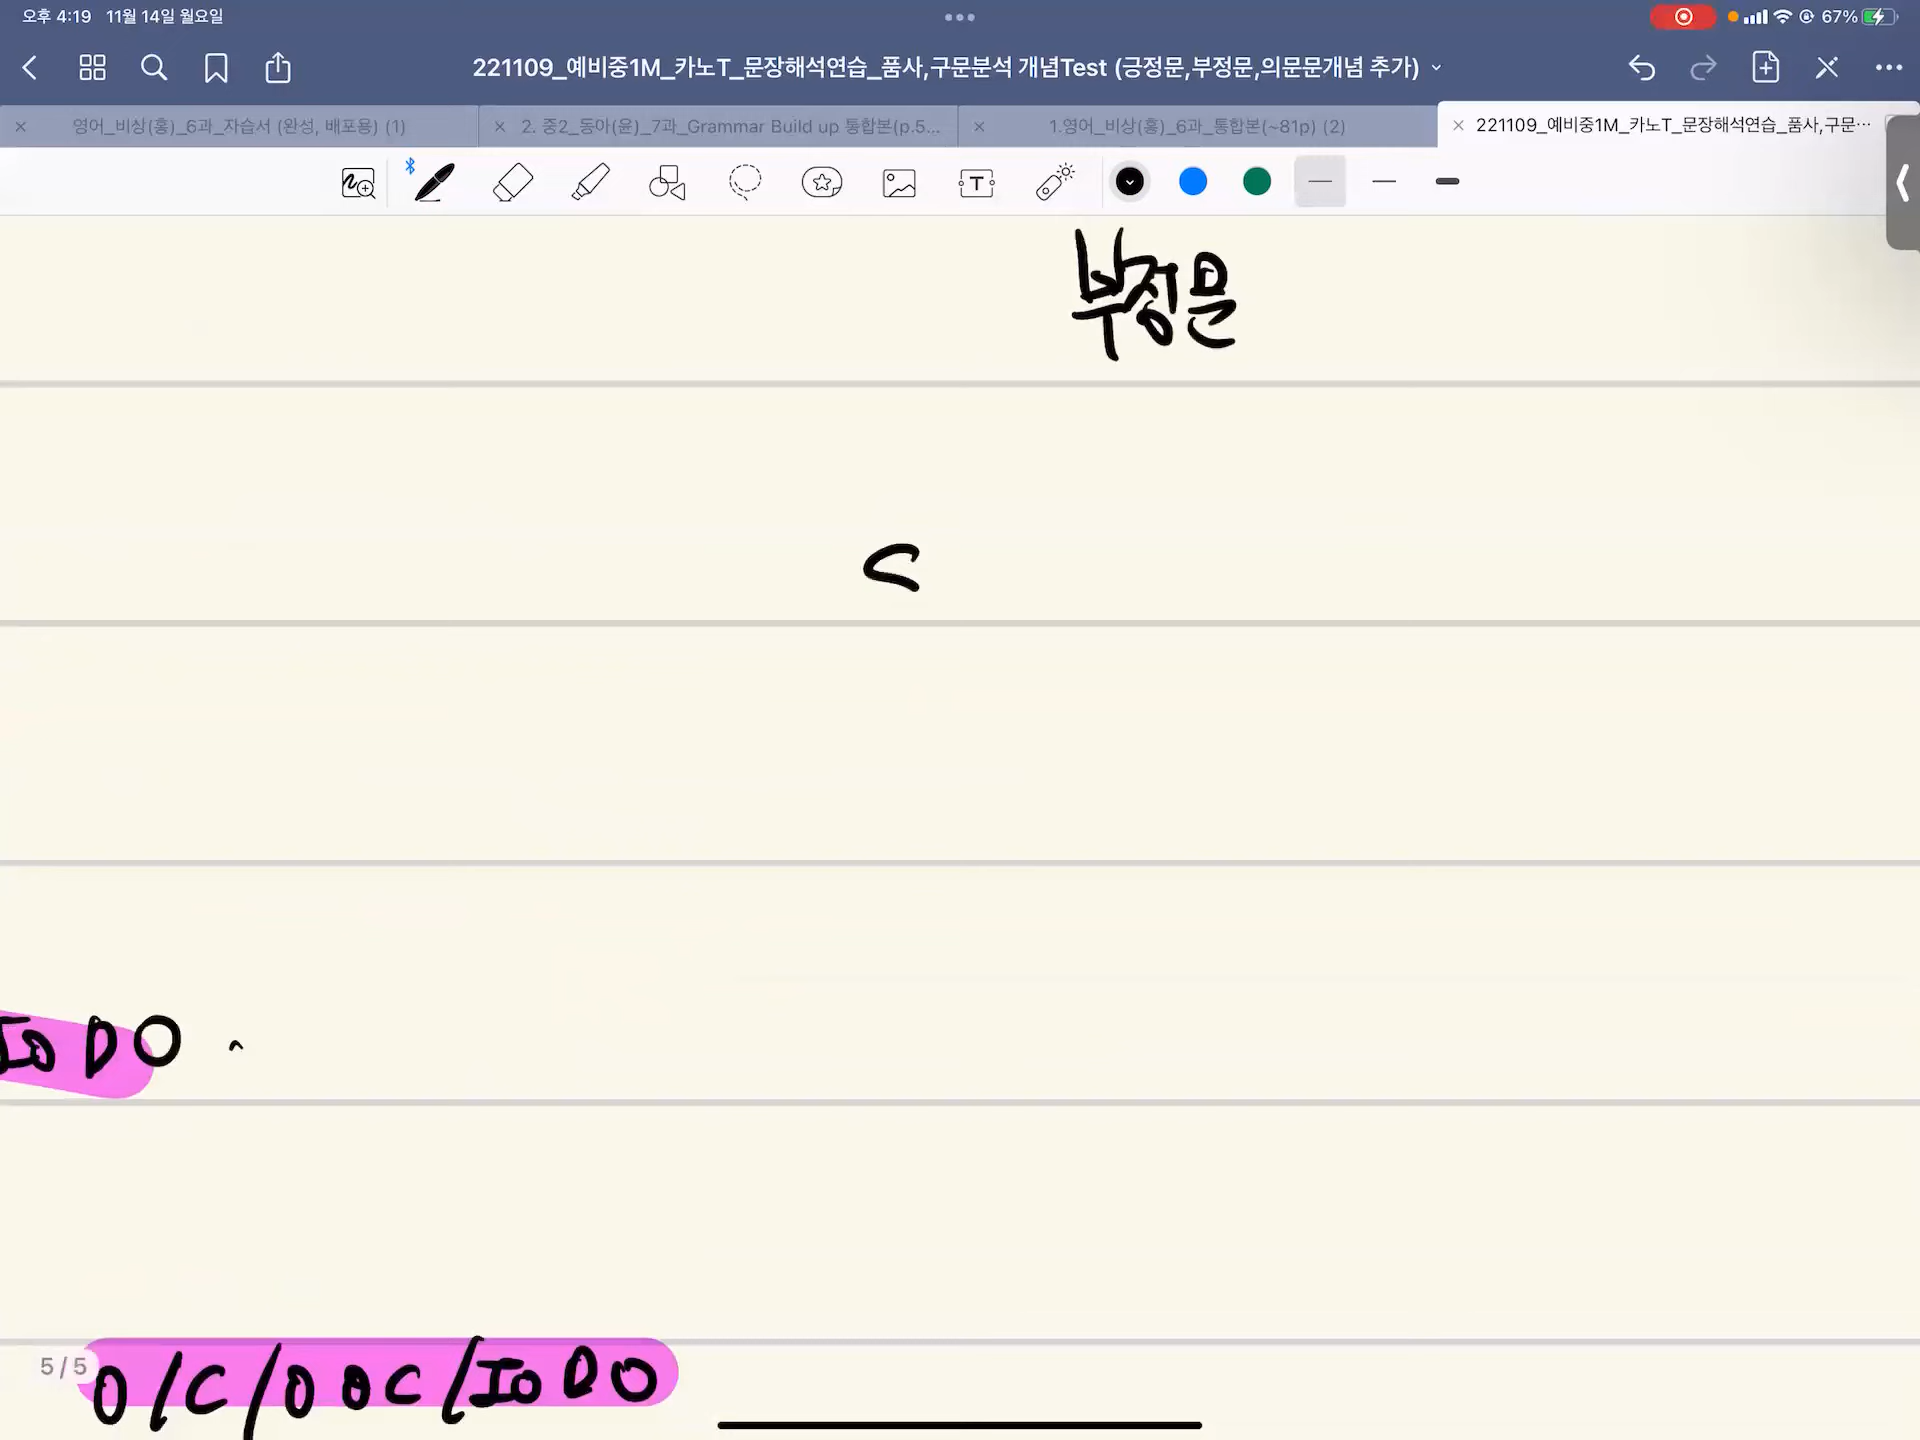 오후 4:19 11월 14일 월요일 67%
221109_예비중1M_카노T_문장해석연습_품사,구문분석 개념Test (긍정문,부정문,의문문개념 추가)
영어_비상(홍)_6과_자습서 (완성, 배포용) (1) 2. 중2_동아(윤)_7과_Grammar Build up 통합본(p.5... 1.영어_비상(홍)_6과_통합본(~81p) (2) 221109_예비중1M_카노T_문장해석연습_품사,구문…
부정문
IO DO
5/5
O/C/O OC/IO DO